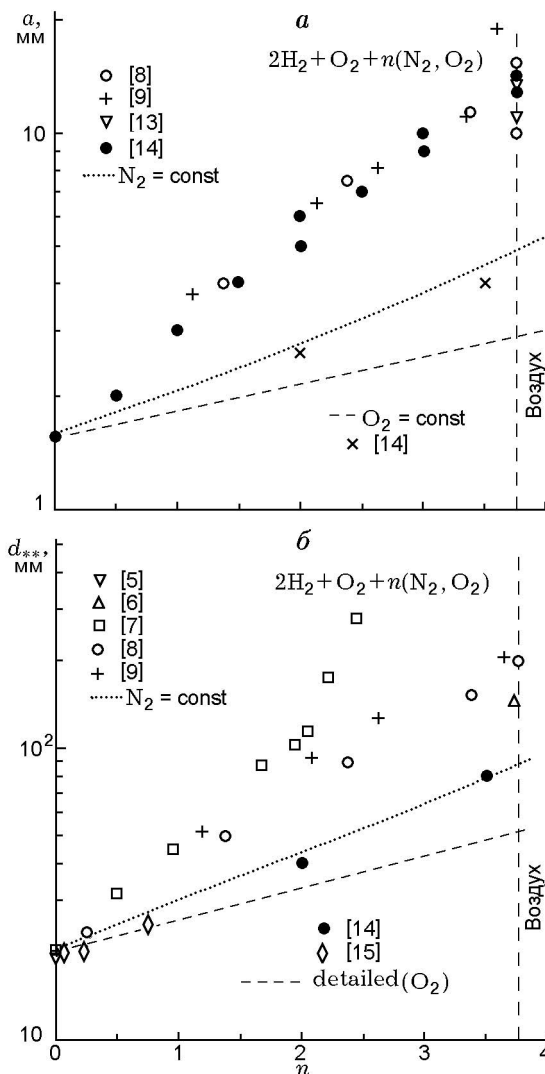 a,
мм
а
2H₂+O₂+n(N₂, O₂)
[8]
[9]
[13]
[14]
N₂ = const
10
O₂ = const
[14]
Воздух
1
d**,
мм
б
2H₂+O₂+n(N₂, O₂)
[5]
[6]
[7]
[8]
[9]
N₂ = const
10²
[14]
[15]
detailed(O₂)
Воздух
10
0 1 2 3 4
n